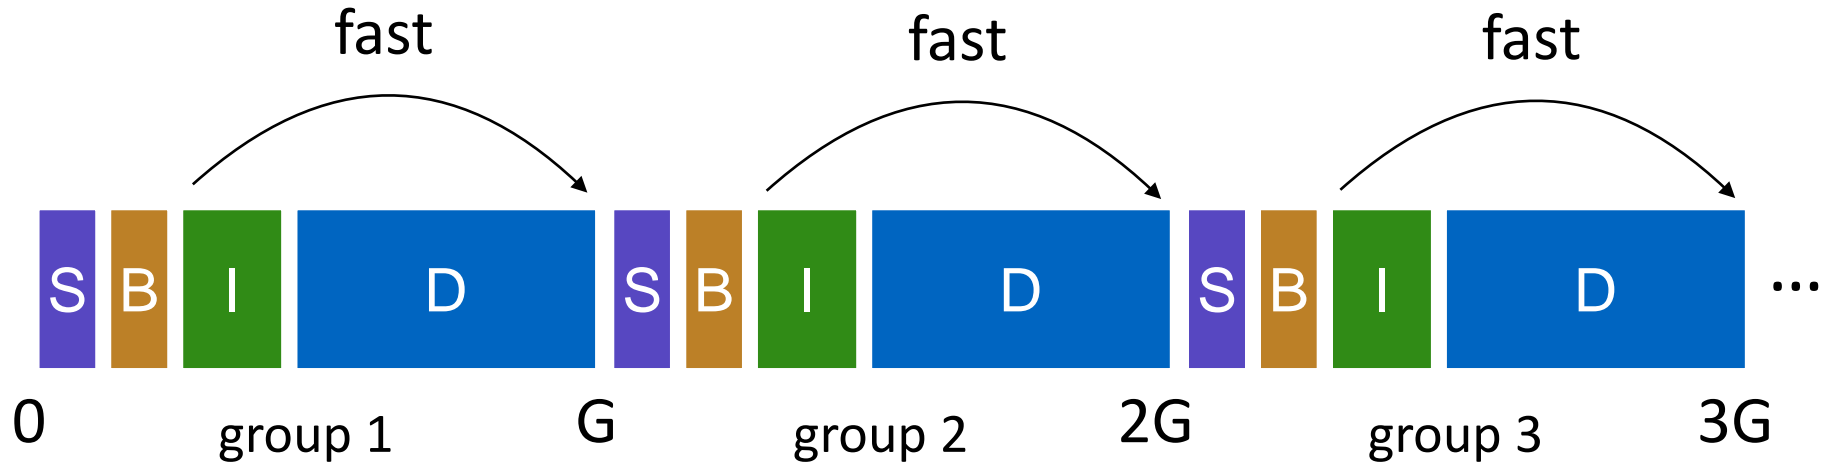 fast fast fast
S B I D S B I D S B I D ...
0 G 2G 3G
group 1 group 2 group 3